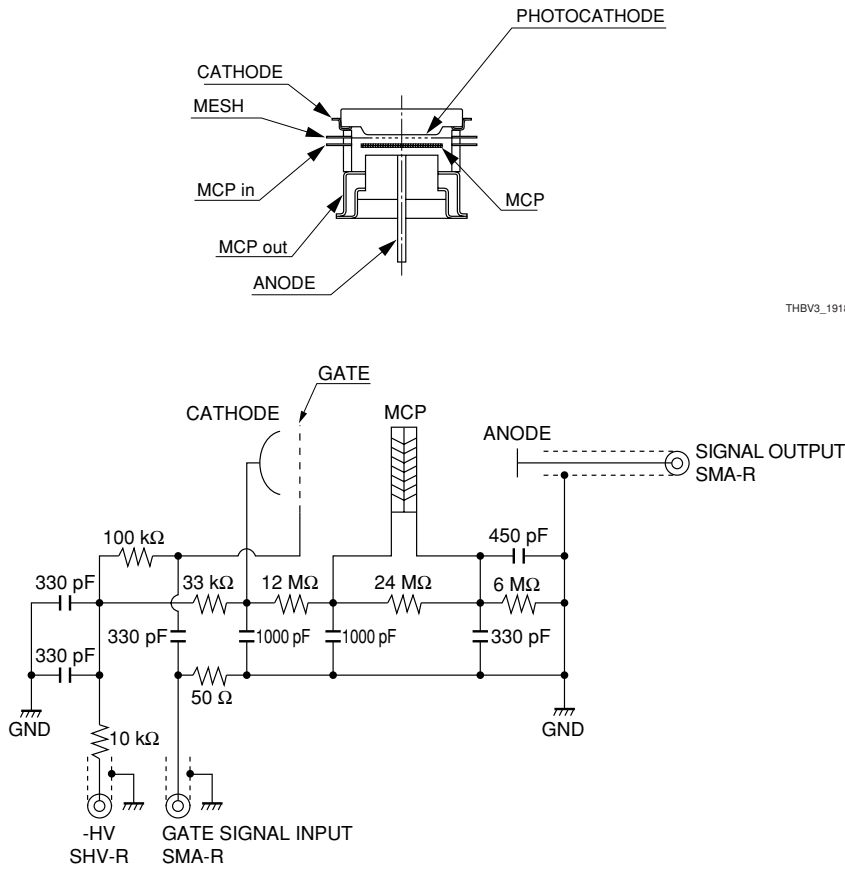 PHOTOCATHODE
CATHODE
MESH
MCP in
MCP
MCP out
ANODE
THBV3_1918
GATE
CATHODE
MCP
ANODE
SIGNAL OUTPUT
SMA-R
100 kΩ
450 pF
330 pF
33 kΩ
12 MΩ
24 MΩ
6 MΩ
330 pF
330 pF
1000 pF
1000 pF
330 pF
50 Ω
GND
10 kΩ
GND
-HV
SHV-R
GATE SIGNAL INPUT
SMA-R